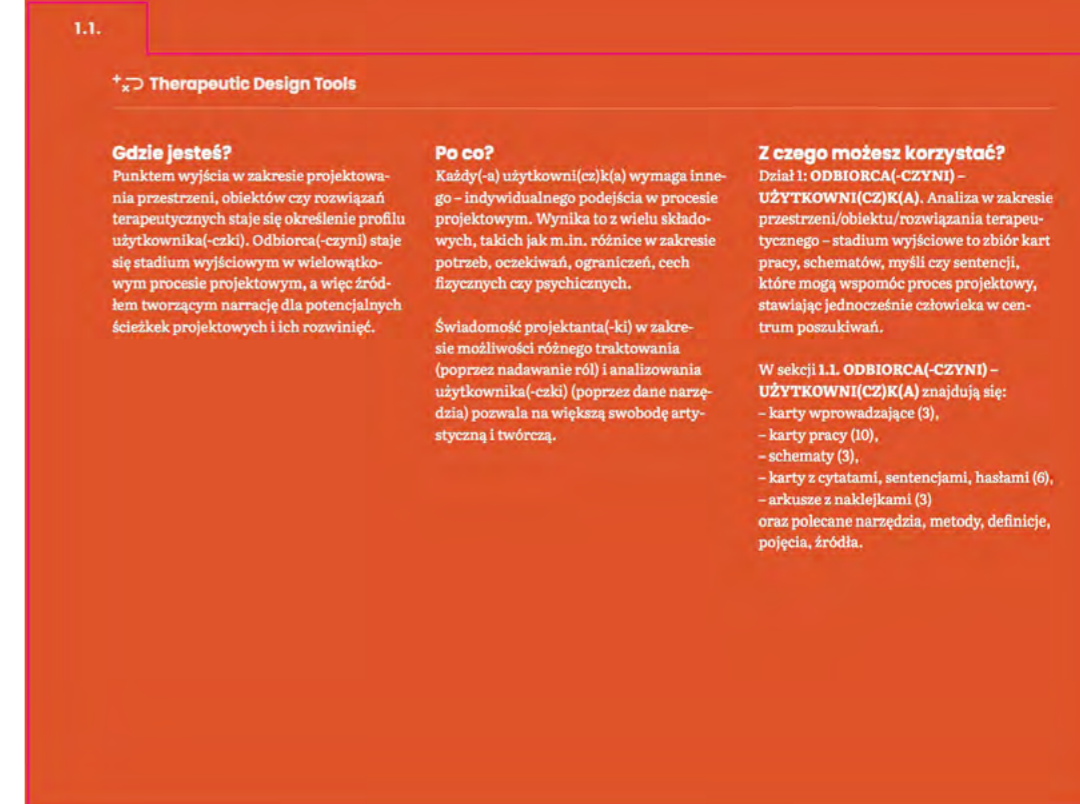 1.1.
Therapeutic Design Tools
Gdzie jesteś?
Punktem wyjścia w zakresie projektowa-
nia przestrzeni, obiektów czy rozwiązań
terapeutycznych staje się określenie profilu
użytkownika(-czki). Odbiorca(-czyni) staje
się stadium wyjściowym w wielowątko-
wym procesie projektowym, a więc źród-
łem tworzącym narrację dla potencjalnych
ścieżkek projektowych i ich rozwinięć.
Po co?
Każdy(-a) użytkowni(cz)k(a) wymaga inne-
go – indywidualnego podejścia w procesie
projektowym. Wynika to z wielu składo-
wych, takich jak m.in. różnice w zakresie
potrzeb, oczekiwań, ograniczeń, cech
fizycznych czy psychicznych.
Świadomość projektanta(-ki) w zakre-
sie możliwości różnego traktowania
(poprzez nadawanie ról) i analizowania
użytkownika(-czki) (poprzez dane narzę-
dzia) pozwala na większą swobodę arty-
styczną i twórczą.
Z czego możesz korzystać?
Dział 1: ODBIORCA(-CZYNI) –
UŻYTKOWNI(CZ)K(A). Analiza w zakresie
przestrzeni/obiektu/rozwiązania terapeu-
tycznego – stadium wyjściowe to zbiór kart
pracy, schematów, myśli czy sentencji,
które mogą wspomóc proces projektowy,
stawiając jednocześnie człowieka w cen-
trum poszukiwań.
W sekcji 1.1. ODBIORCA(-CZYNI) –
UŻYTKOWNI(CZ)K(A) znajdują się:
– karty wprowadzające (3),
– karty pracy (10),
– schematy (3),
– karty z cytatami, sentencjami, hasłami (6),
– arkusze z naklejkami (3)
oraz polecane narzędzia, metody, definicje,
pojęcia, źródła.